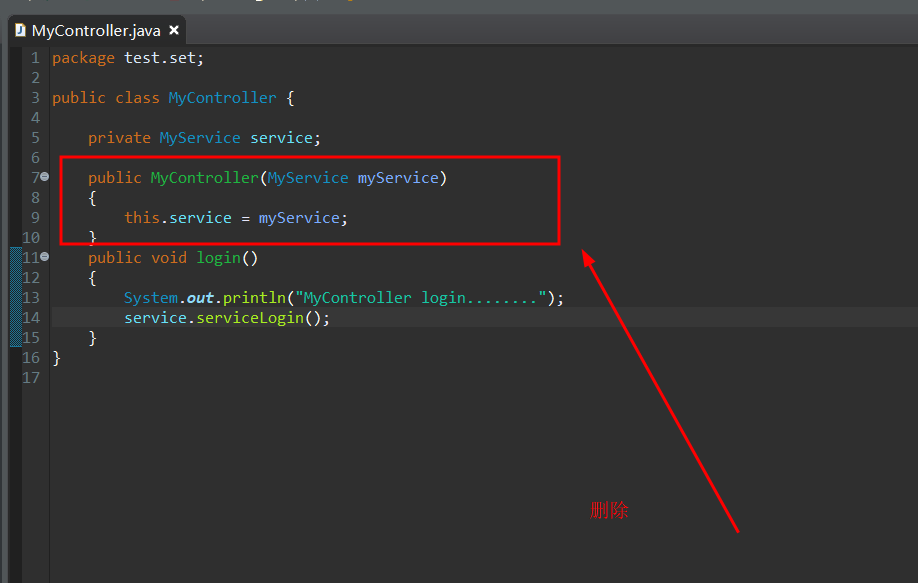 MyController.java
1 package test.set;
2
3 public class MyController {
4
5 private MyService service;
6
7 public MyController(MyService myService)
8 {
9 this.service = myService;
10 }
11 public void login()
12 {
13 System.out.println("MyController login........");
14 service.serviceLogin();
15 }
16 }
17
删除